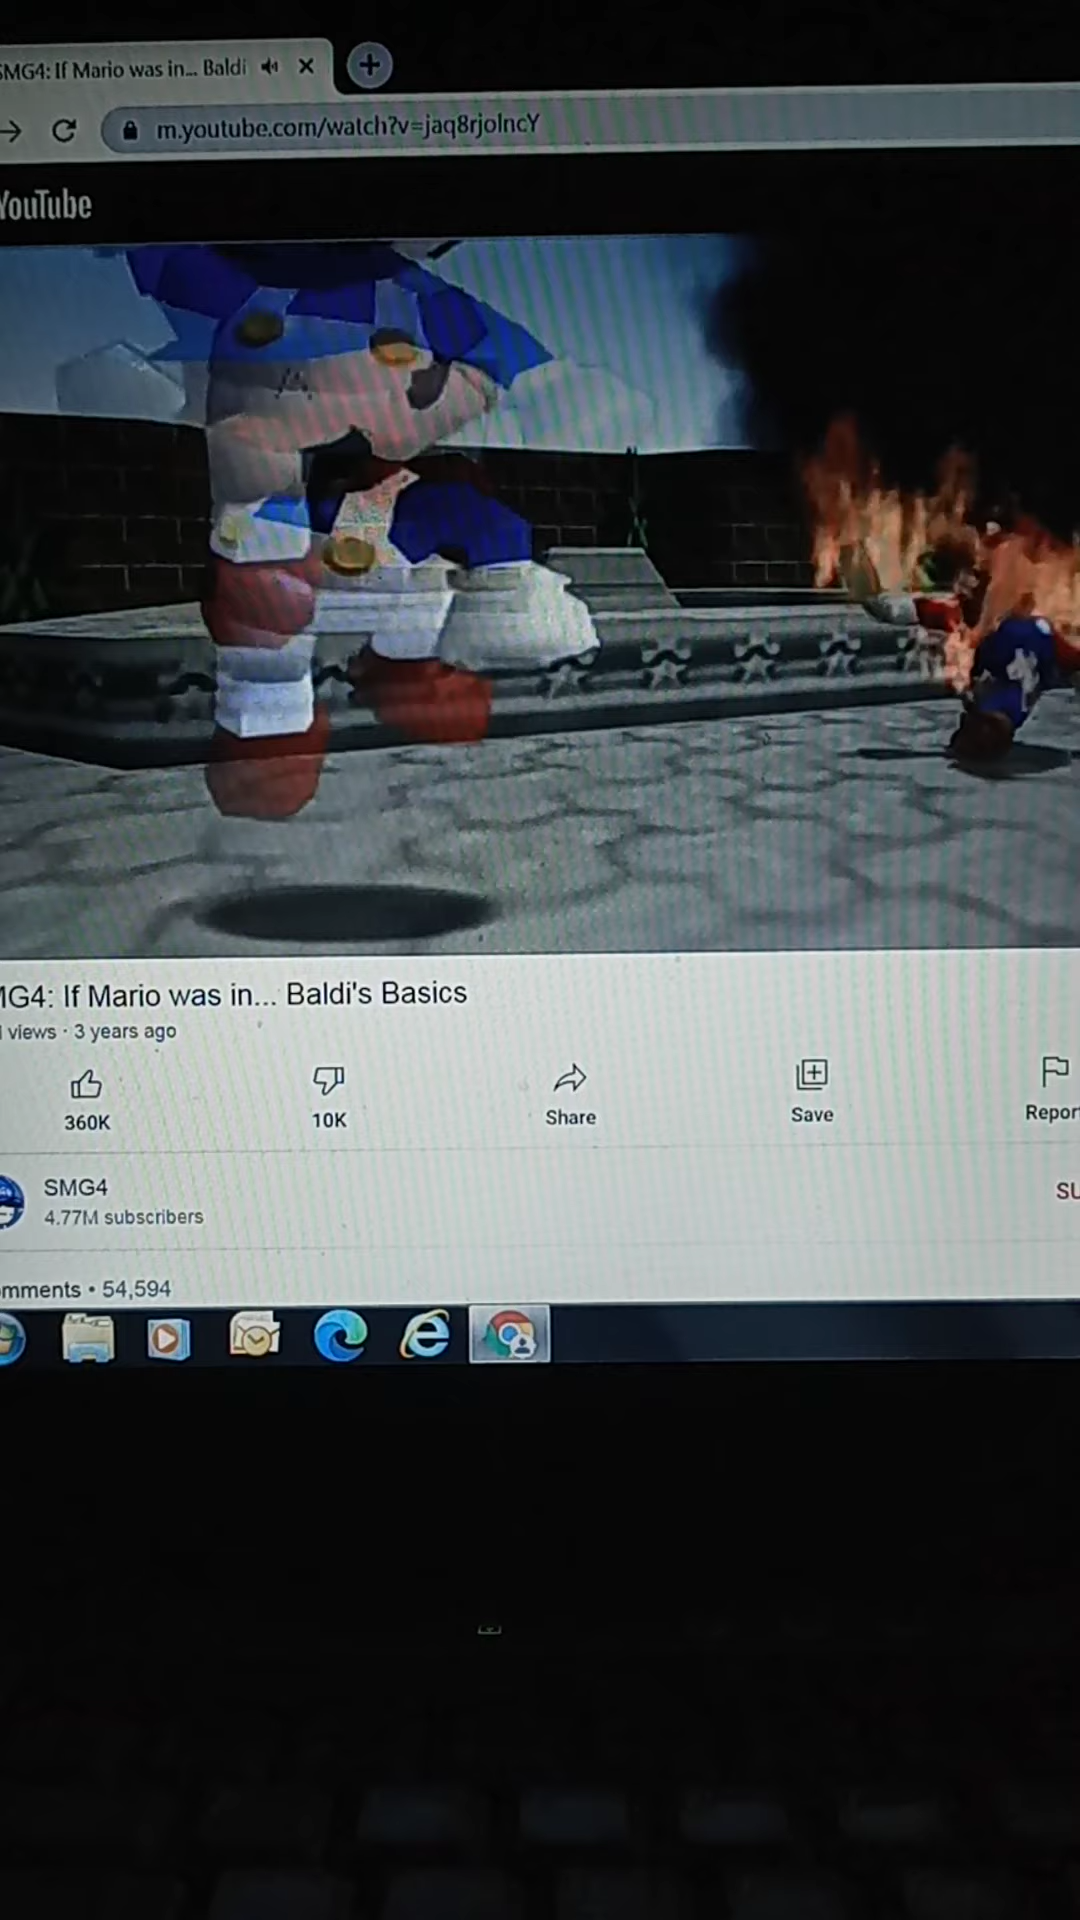 SMG4: If Mario was in... Baldi
m.youtube.com/watch?v=jaq8rjolncY
YouTube
MG4: If Mario was in... Baldi's Basics
views · 3 years ago
360K
10K
Share
Save
Repor
SMG4
SU
4.77M subscribers
omments • 54,594